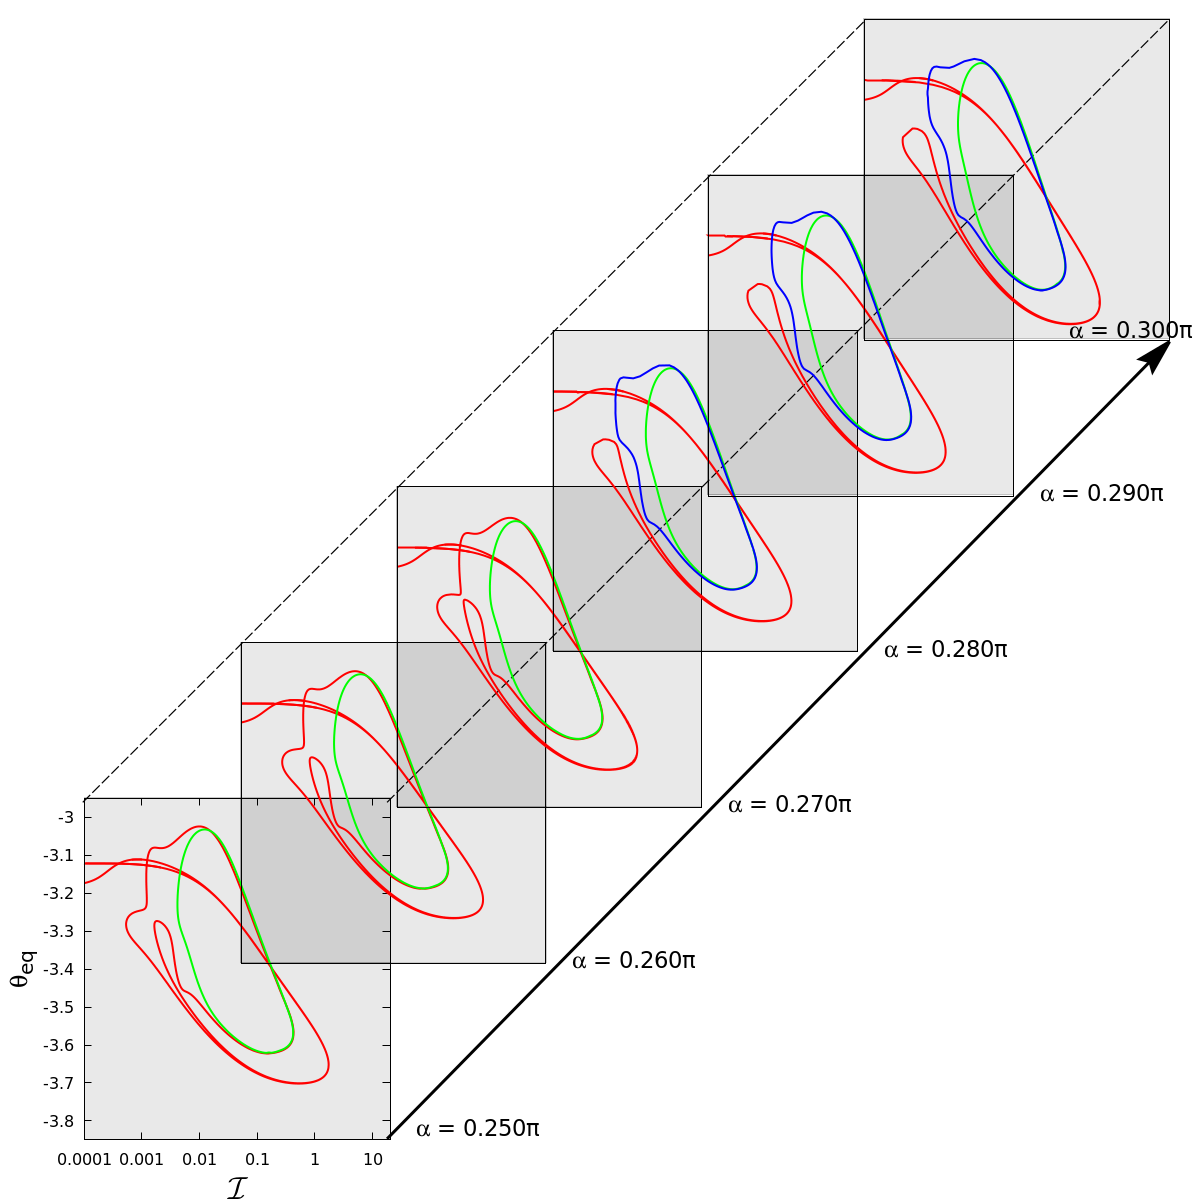 α = 0.300π
α = 0.290π
α = 0.280π
α = 0.270π
α = 0.260π
α = 0.250π
-3
-3.1
-3.2
-3.3
-3.4
-3.5
-3.6
-3.7
-3.8
θeq
0.0001 0.001 0.01 0.1 1 10
ℐ